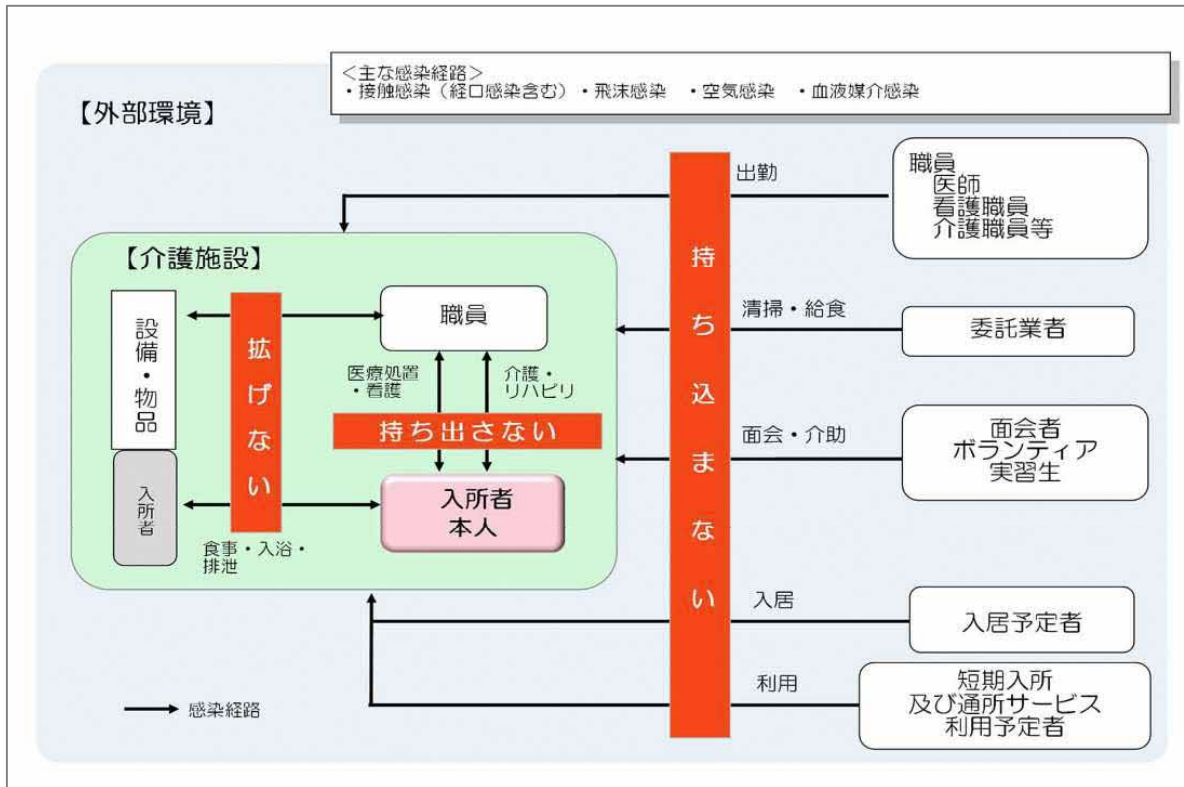 ＜主な感染経路＞
・接触感染（経口感染含む）・飛沫感染　・空気感染　・血液媒介感染
【外部環境】
出勤
職員
医師
看護職員
介護職員等
【介護施設】
設備・物品
入所者
拡げない
職員
医療処置
・看護
介護・
リハビリ
持ち出さない
入所者
本人
食事・入浴・
排泄
持ち込まない
清掃・給食
委託業者
面会・介助
面会者
ボランティア
実習生
入居
入居予定者
利用
短期入所
及び通所サービス
利用予定者
感染経路